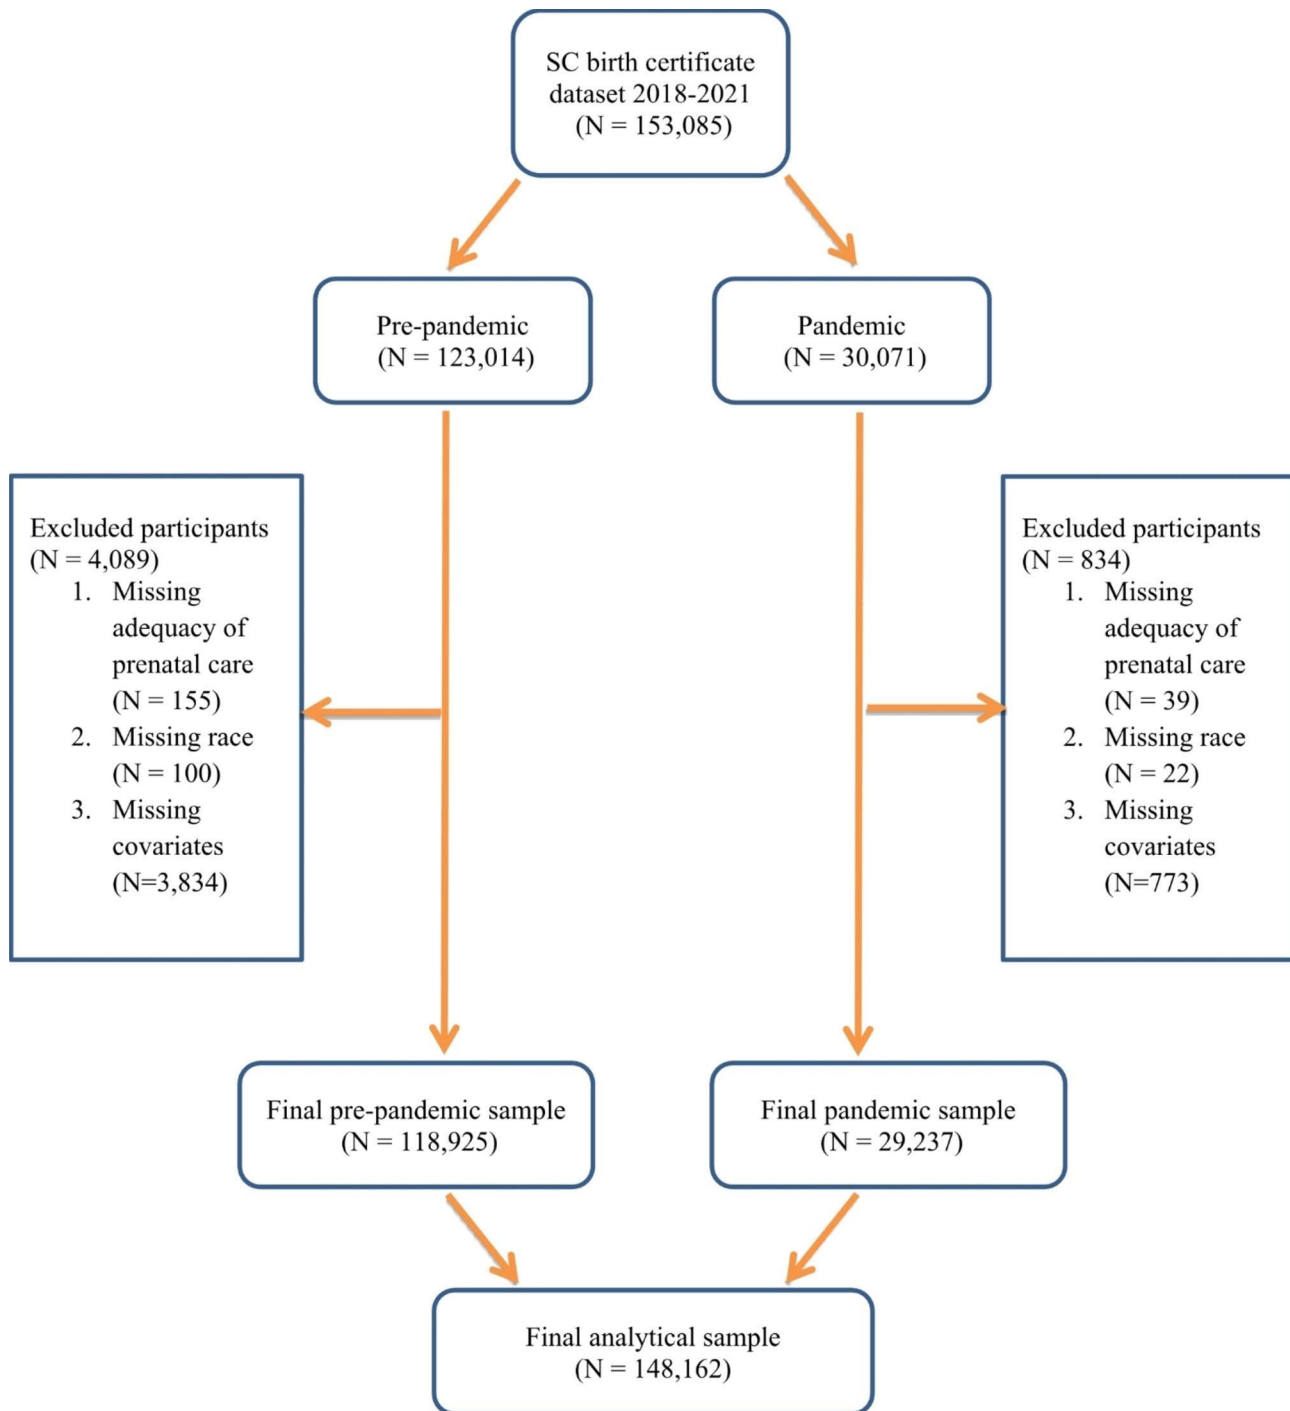 SC birth certificate
dataset 2018-2021
(N = 153,085)
Pre-pandemic
(N = 123,014)
Pandemic
(N = 30,071)
Excluded participants
(N = 4,089)
1. Missing
adequacy of
prenatal care
(N = 155)
2. Missing race
(N = 100)
3. Missing
covariates
(N=3,834)
Excluded participants
(N = 834)
1. Missing
adequacy of
prenatal care
(N = 39)
2. Missing race
(N = 22)
3. Missing
covariates
(N=773)
Final pre-pandemic sample
(N = 118,925)
Final pandemic sample
(N = 29,237)
Final analytical sample
(N = 148,162)